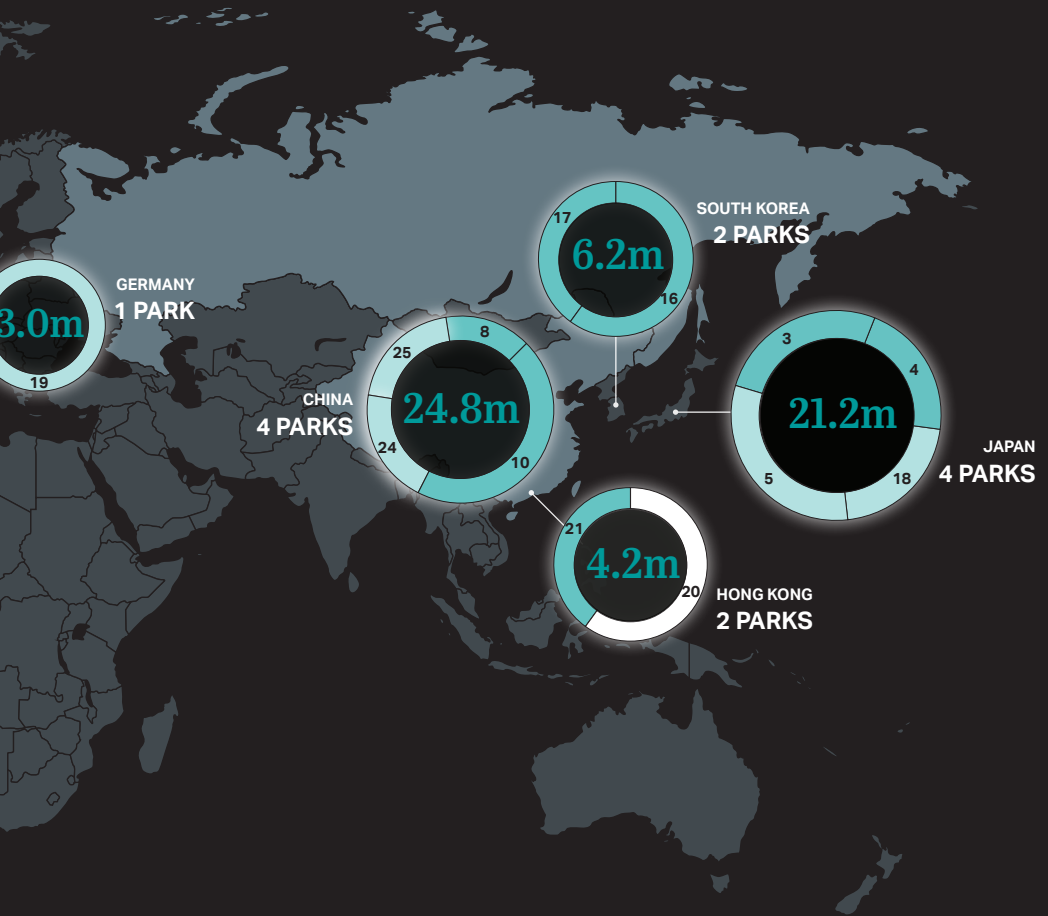 SOUTH KOREA
2 PARKS
17
6.2m
16
GERMANY
1 PARK
3.0m
19
CHINA
4 PARKS
8
25
24.8m
24
10
3
4
21.2m
5
18
JAPAN
4 PARKS
21
4.2m
20
HONG KONG
2 PARKS